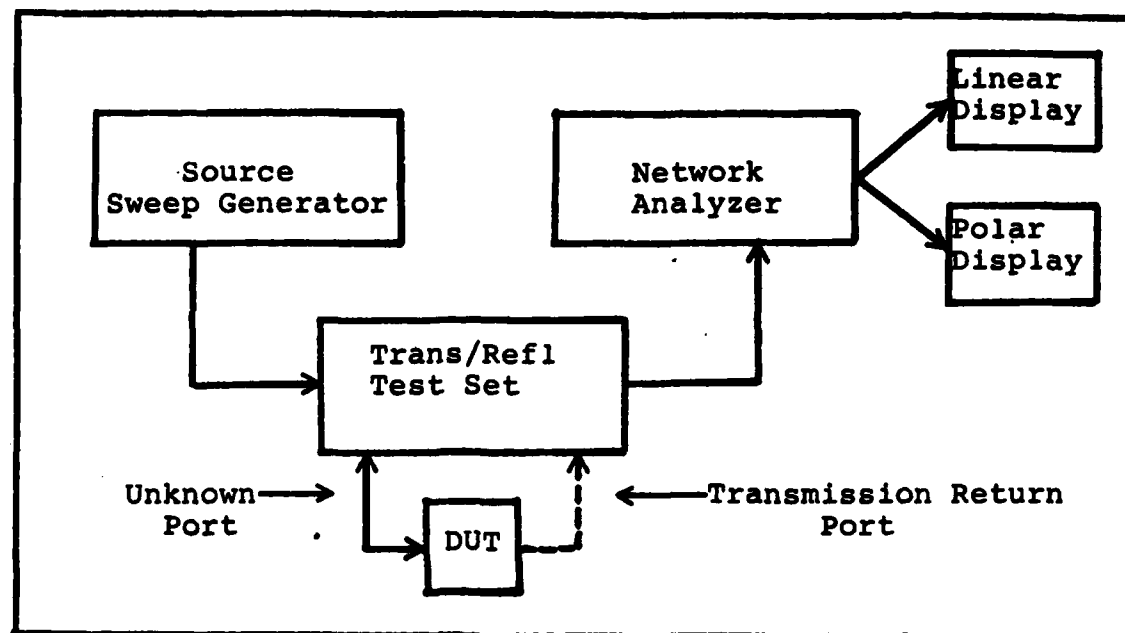 Linear
Display
Source
Sweep Generator
Network
Analyzer
Polar
Display
Trans/Refl
Test Set
Unknown
Port
Transmission Return
Port
DUT